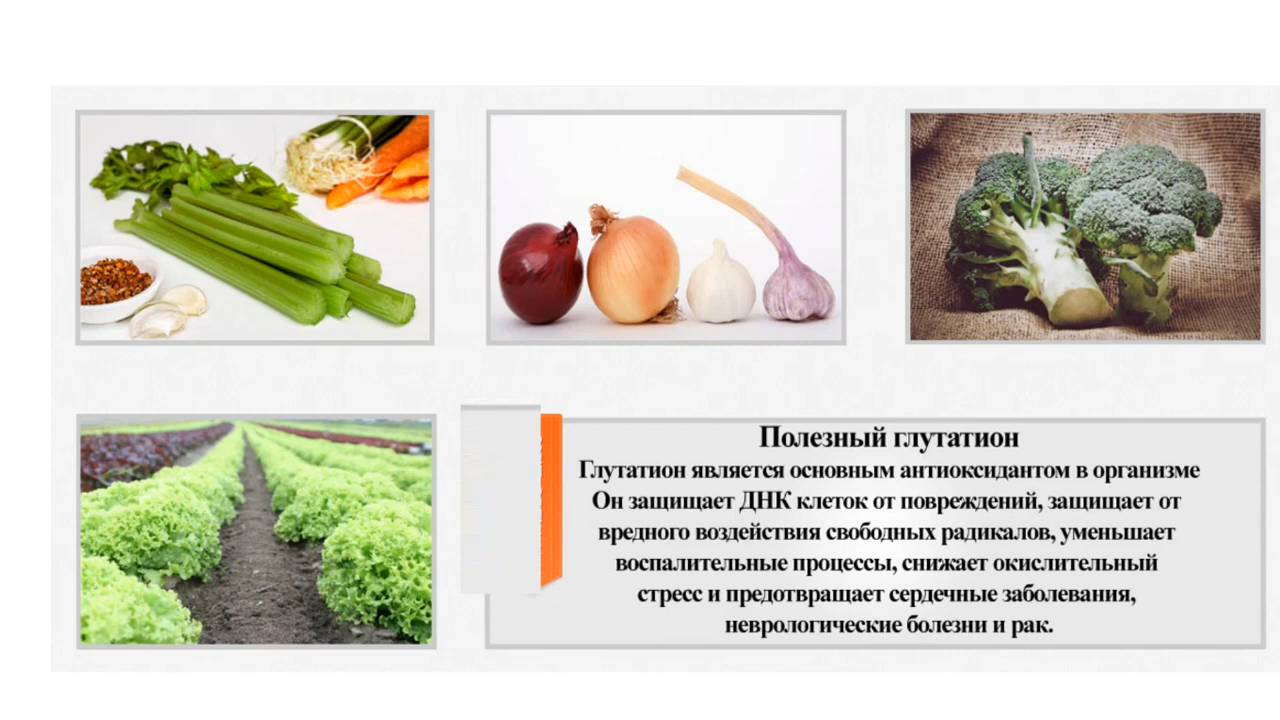 Полезный глутатион
Глутатион является основным антиоксидантом в организме
Он защищает ДНК клеток от повреждений, защищает от
вредного воздействия свободных радикалов, уменьшает
воспалительные процессы, снижает окислительный
стресс и предотвращает сердечные заболевания,
неврологические болезни и рак.